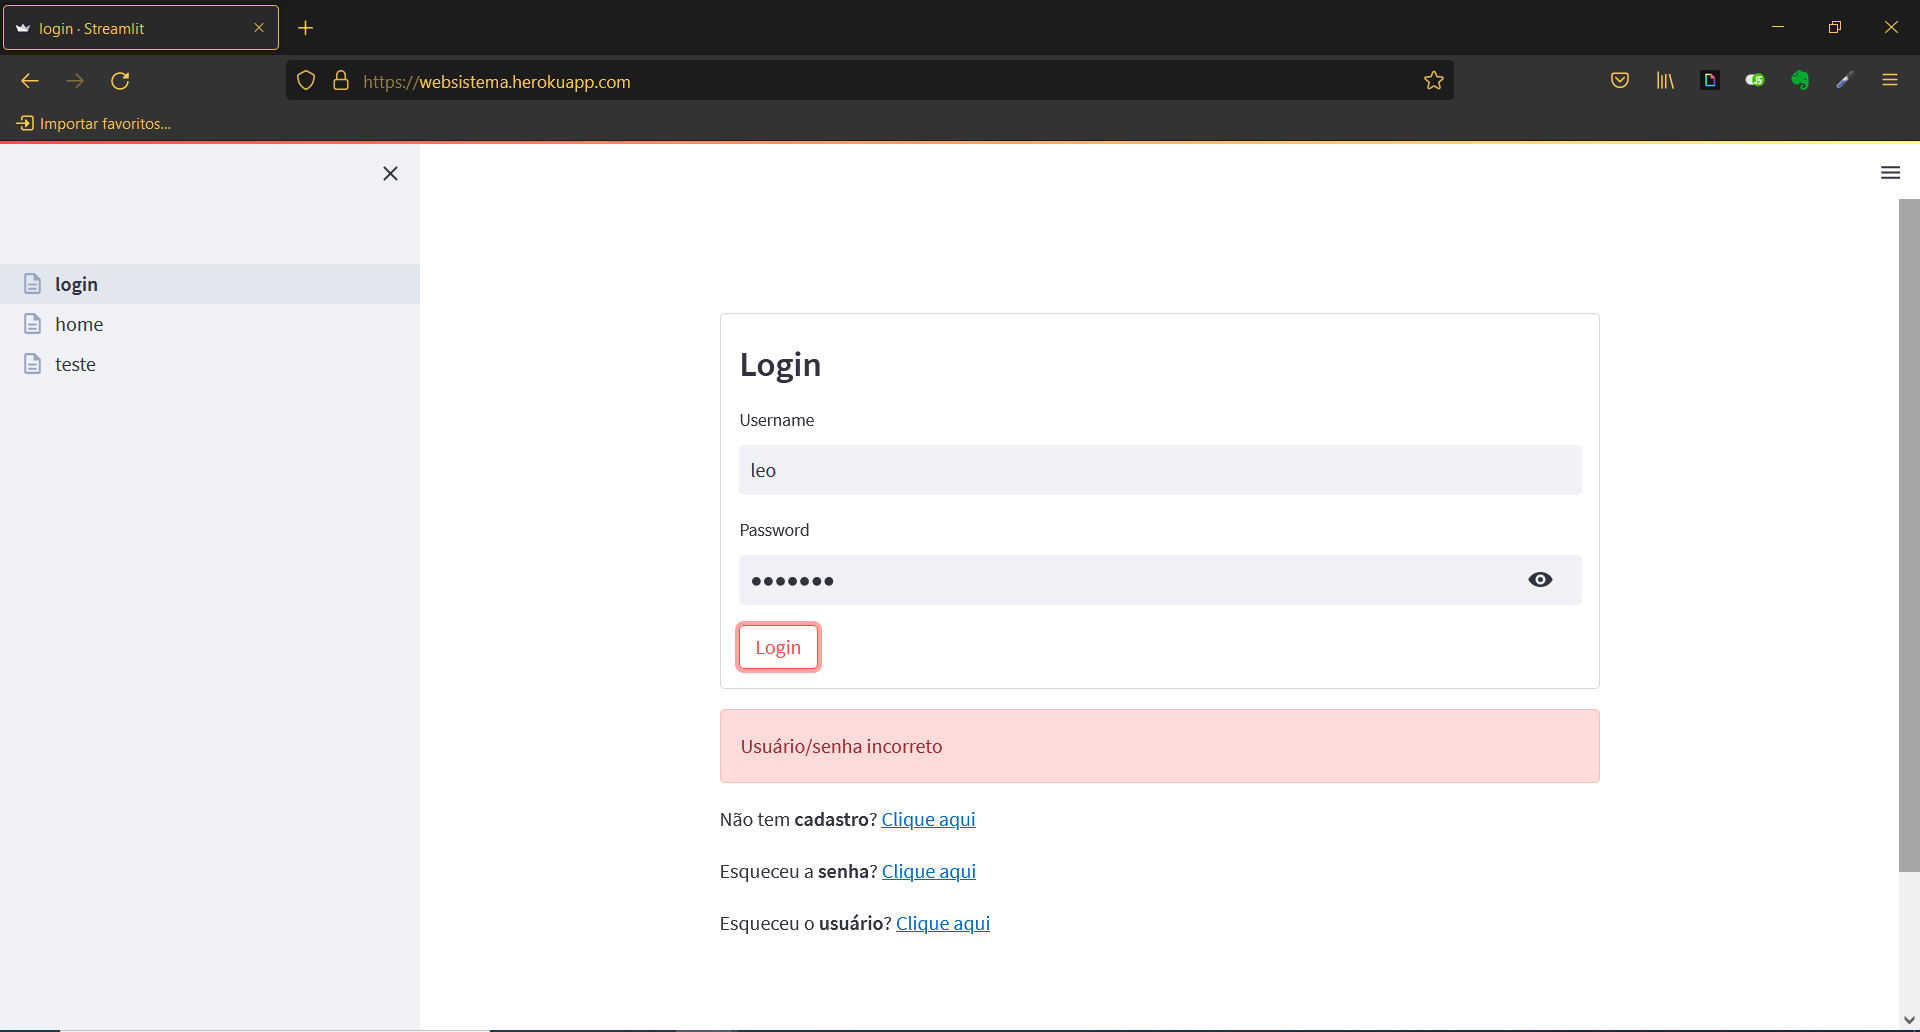 login · Streamlit
https://websistema.herokuapp.com
JS
Importar favoritos...
login
home
teste
Login
Username
leo
Password
Login
Usuário/senha incorreto
Não tem cadastro? Clique aqui
Esqueceu a senha? Clique aqui
Esqueceu o usuário? Clique aqui